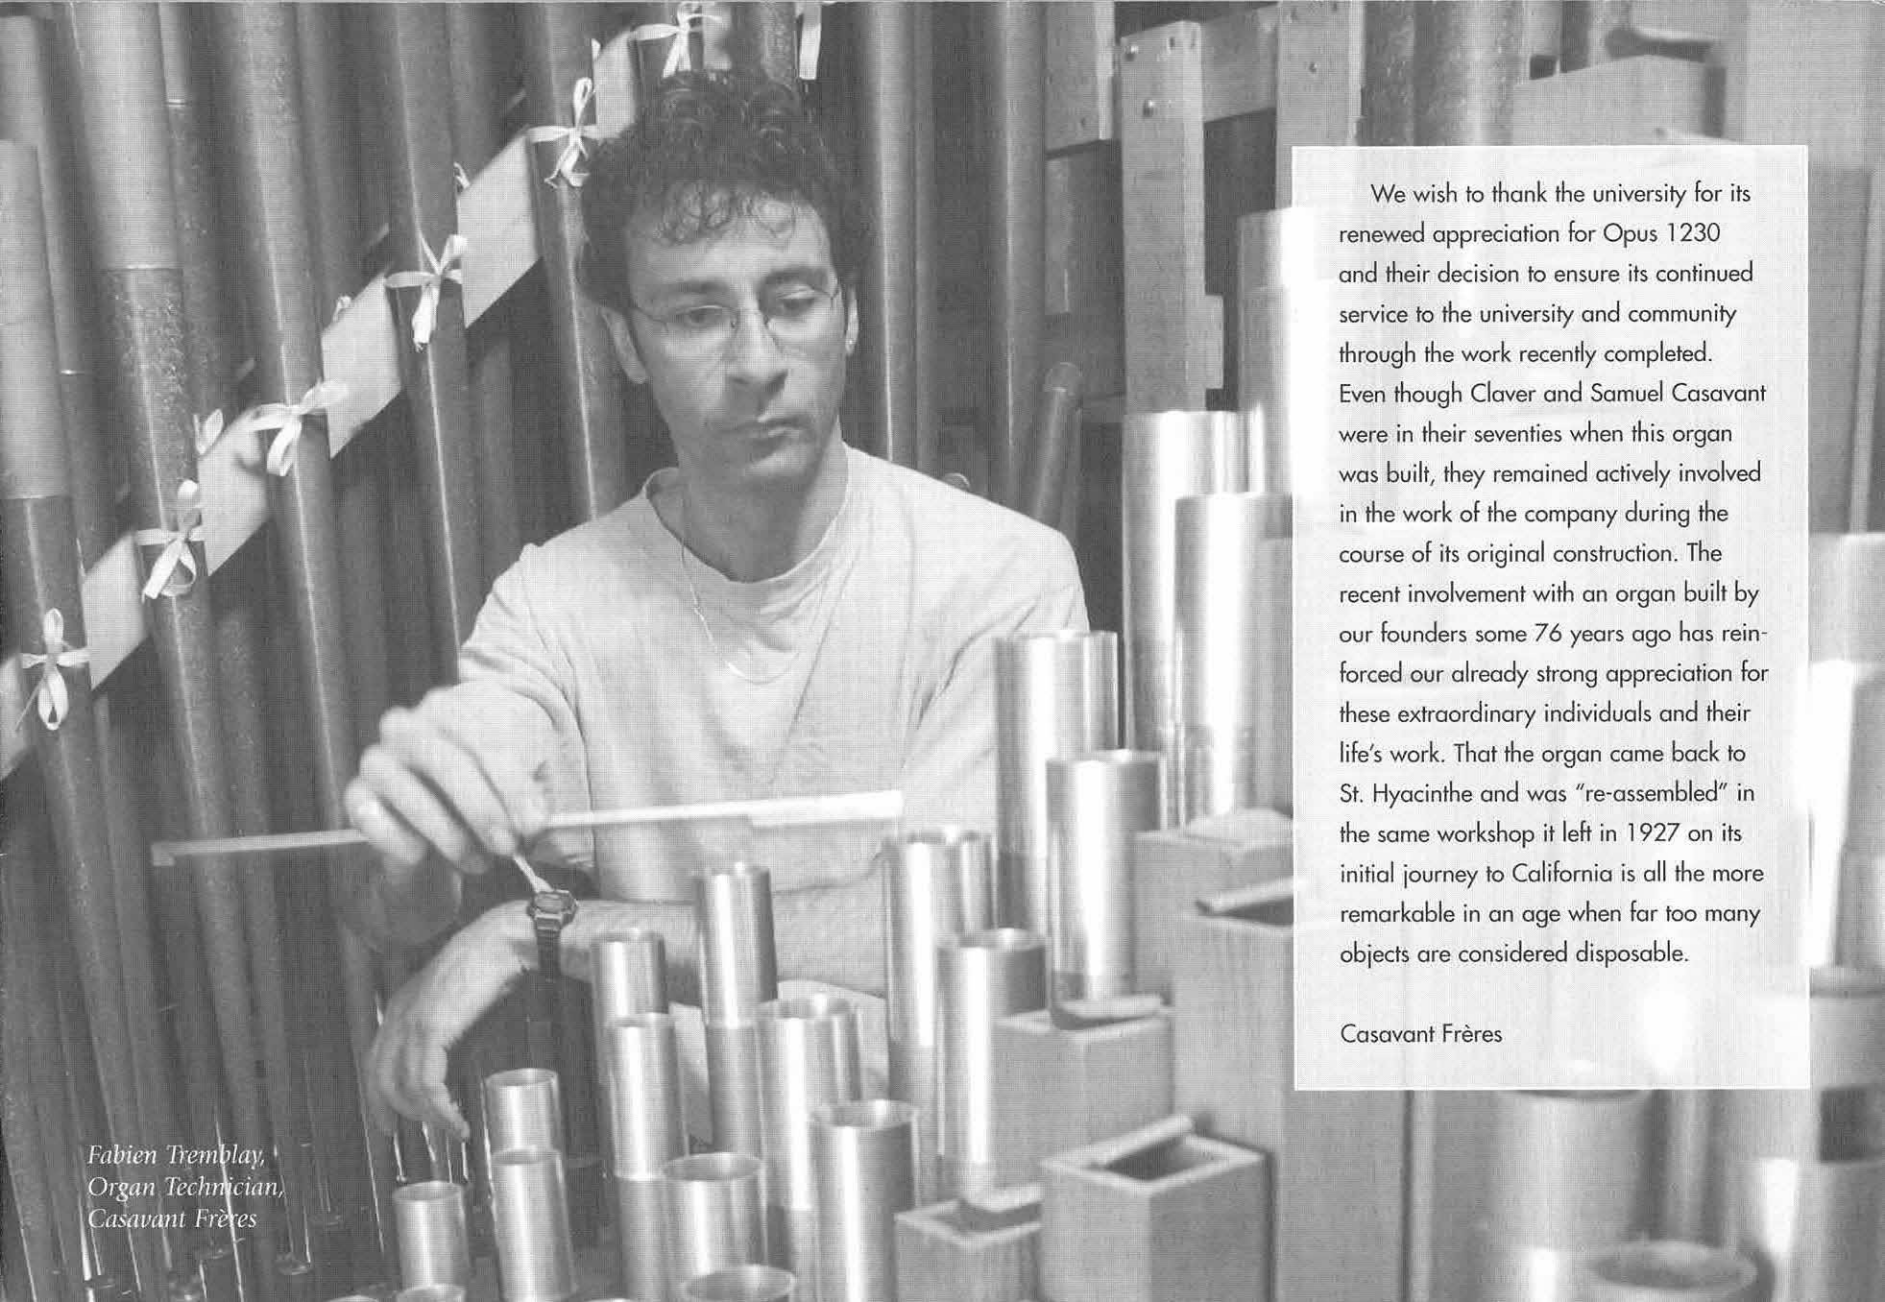 We wish to thank the university for its
renewed appreciation for Opus 1230
and their decision to ensure its continued
service to the university and community
through the work recently completed.
Even though Claver and Samuel Casavant
were in their seventies when this organ
was built, they remained actively involved
in the work of the company during the
course of its original construction. The
recent involvement with an organ built by
our founders some 76 years ago has rein-
forced our already strong appreciation for
these extraordinary individuals and their
life's work. That the organ came back to
St. Hyacinthe and was “re-assembled” in
the same workshop it left in 1927 on its
initial journey to California is all the more
remarkable in an age when far too many
objects are considered disposable.
Casavant Frères
Fabien Tremblay,
Organ Technician,
Casavant Frères